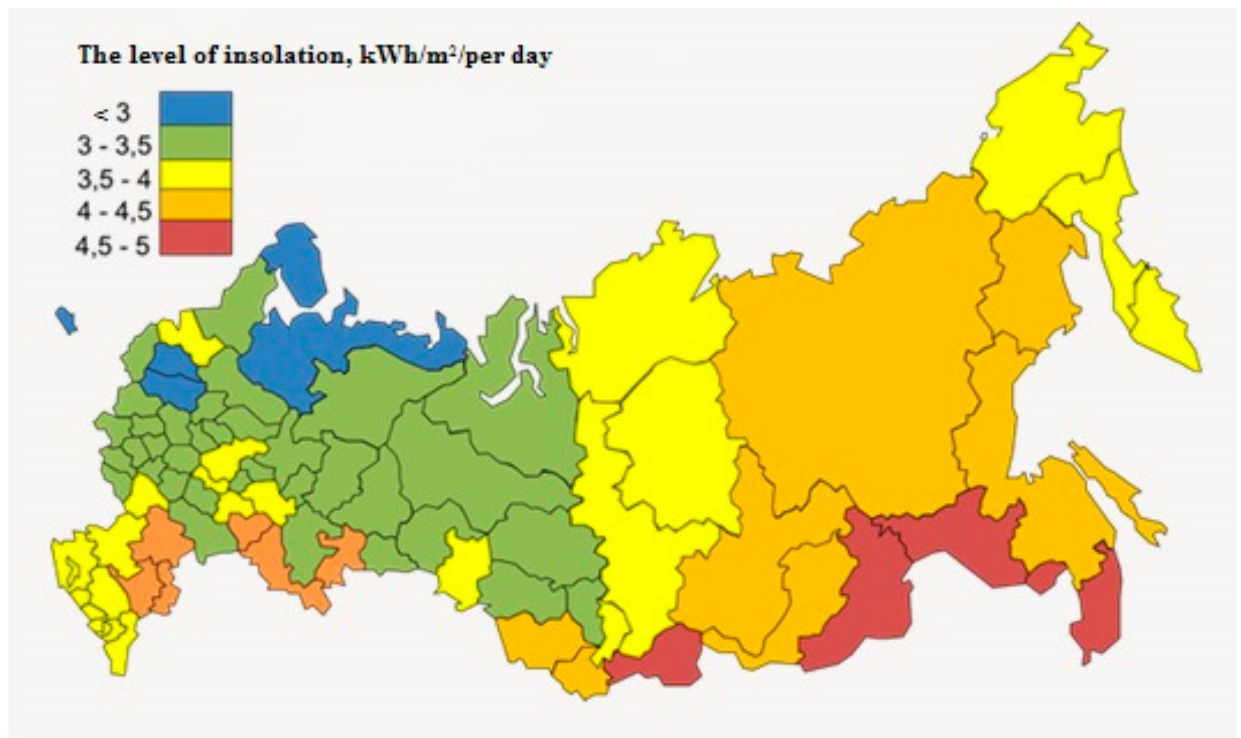 The level of insolation, kWh/m²/per day
< 3
3 - 3,5
3,5 - 4
4 - 4,5
4,5 - 5